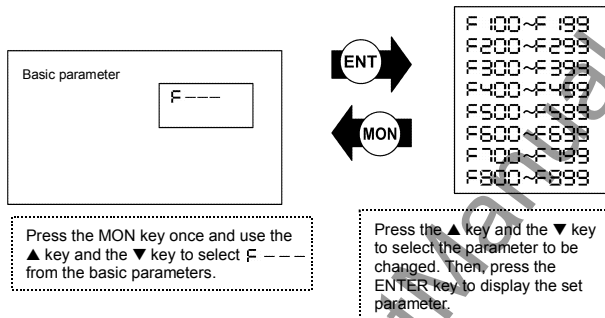 Basic parameter
F---
ENT
MON
F100~F199
F200~F299
F300~F399
F400~F499
F500~F599
F600~F699
F700~F799
F800~F899
Press the MON key once and use the
▲ key and the ▼ key to select F ---
from the basic parameters.
Press the ▲ key and the ▼ key
to select the parameter to be
changed. Then, press the
ENTER key to display the set
parameter.